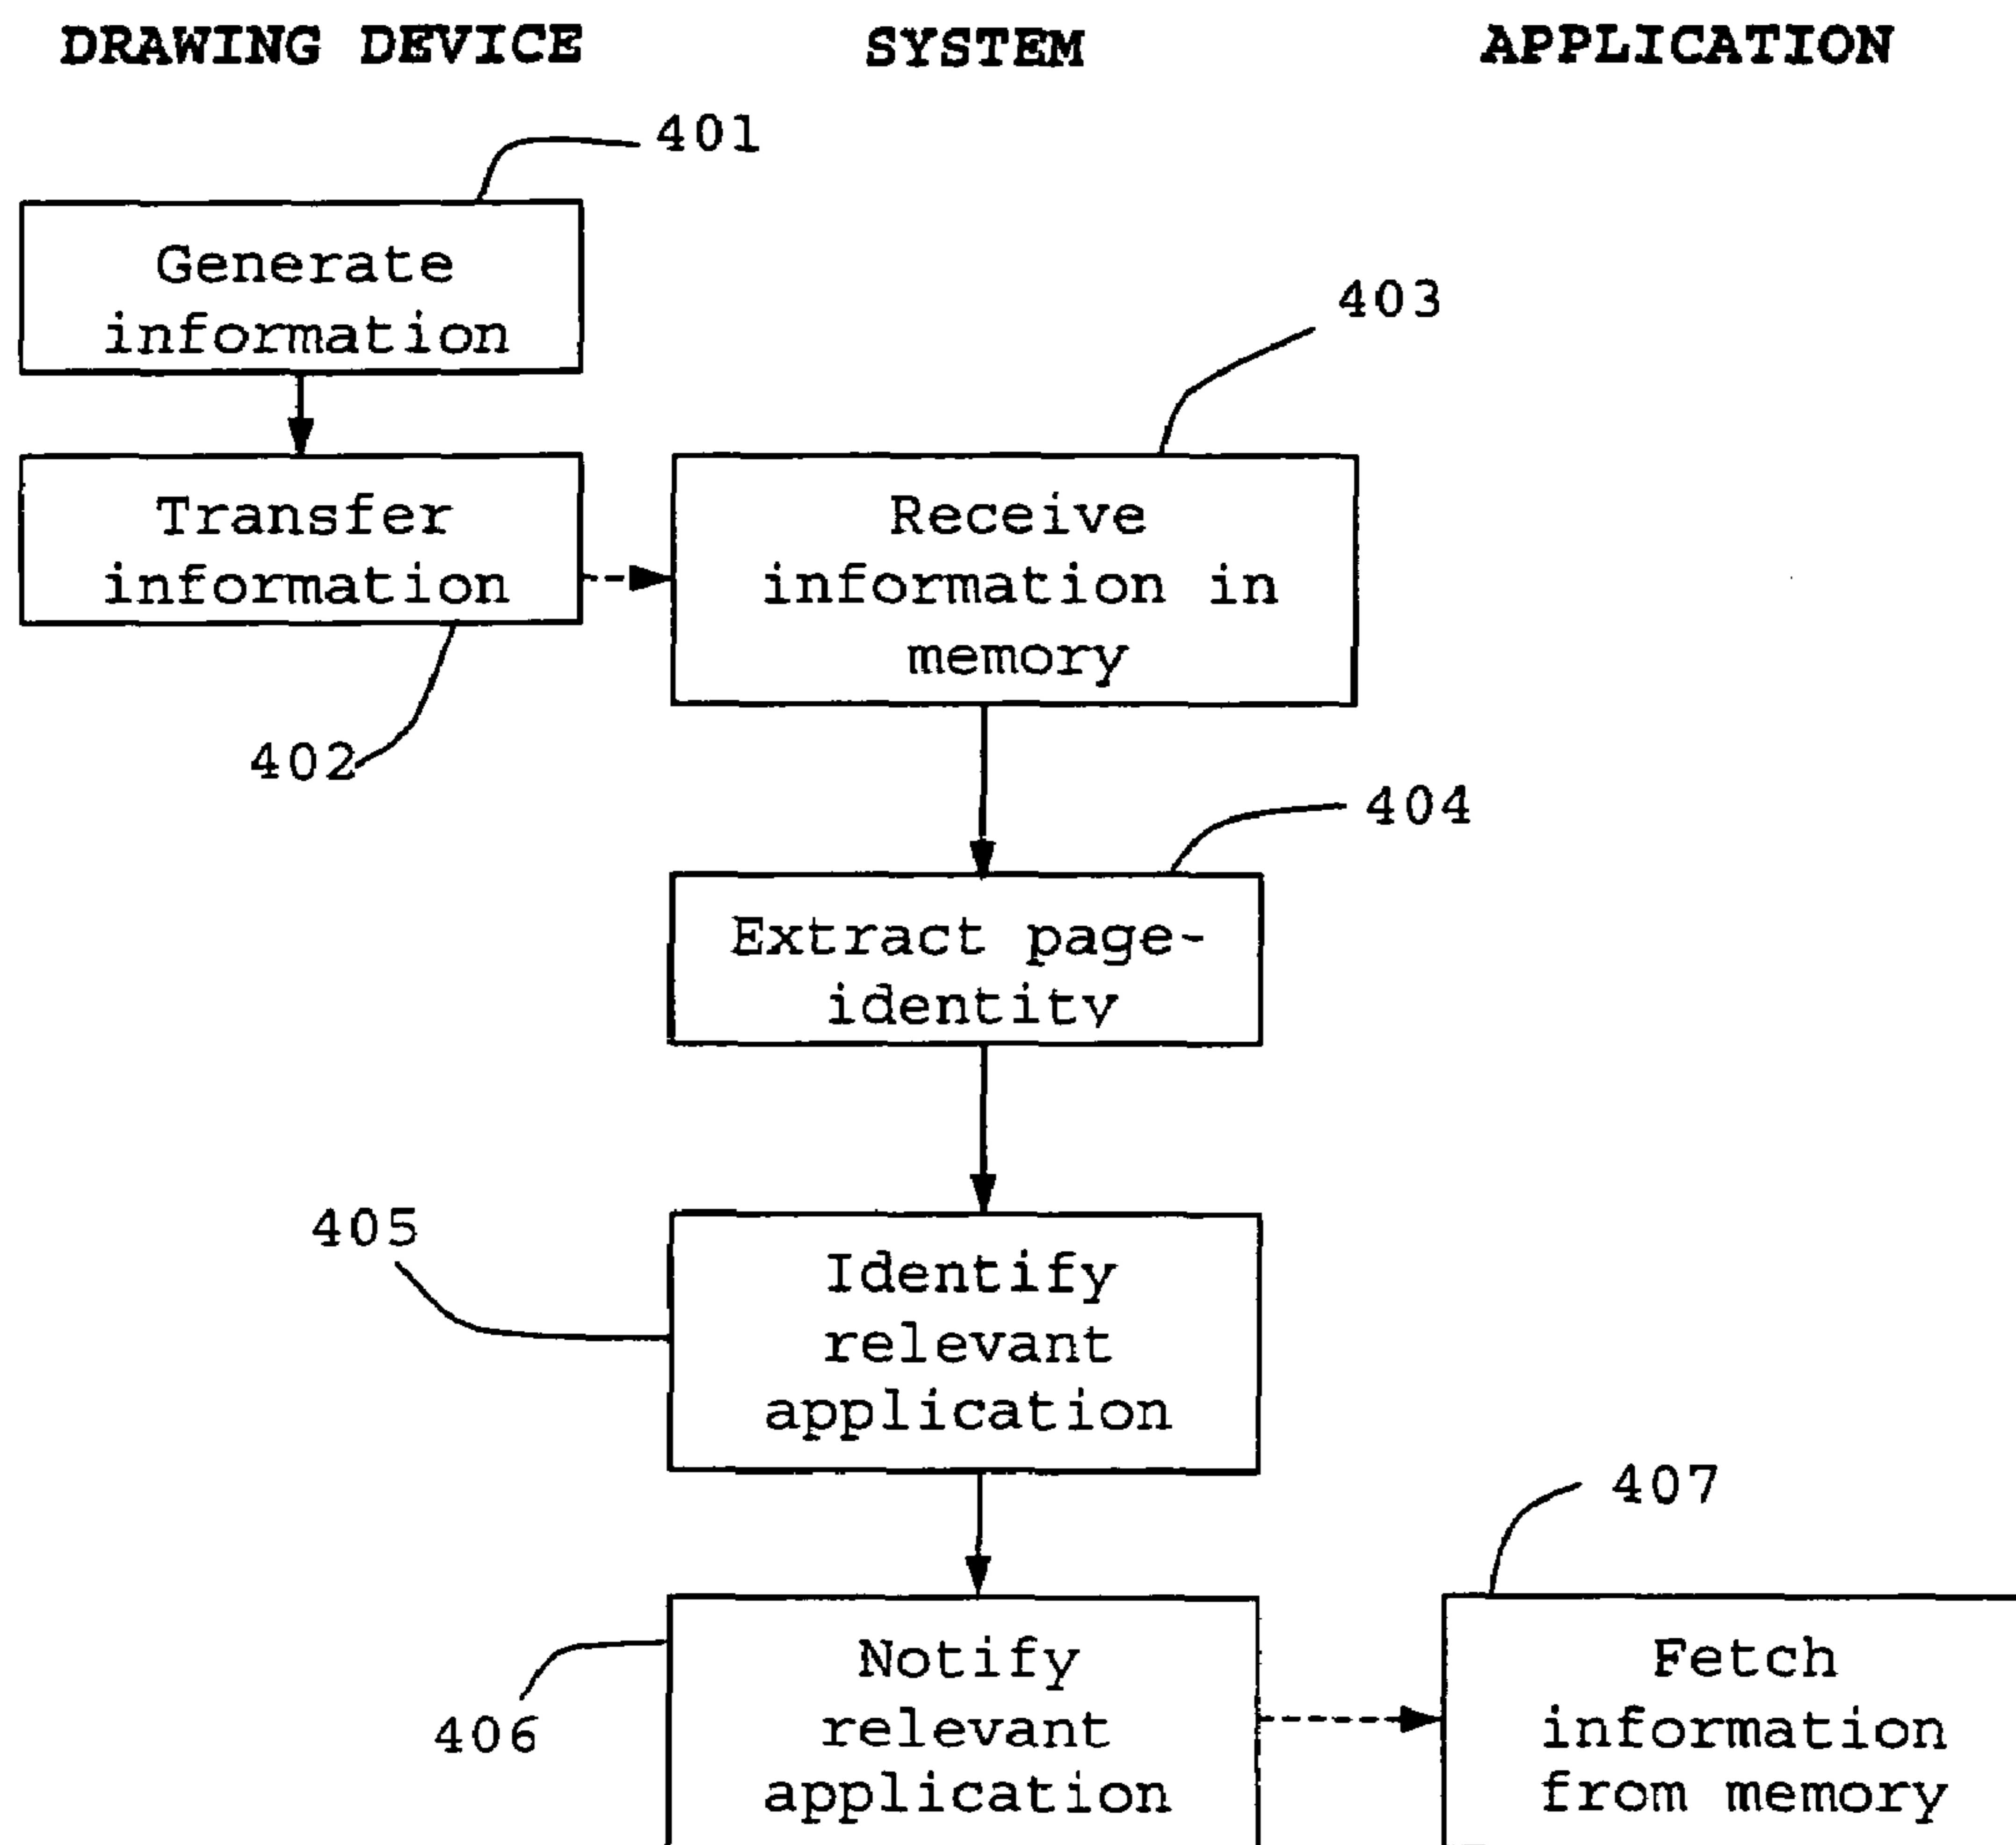 DRAWING DEVICE
SYSTEM
APPLICATION
401
Generate
information
403
Transfer
information
Receive
information in
memory
402
404
Extract page-
identity
405
Identify
relevant
application
407
Notify
relevant
application
406
Fetch
information
from memory